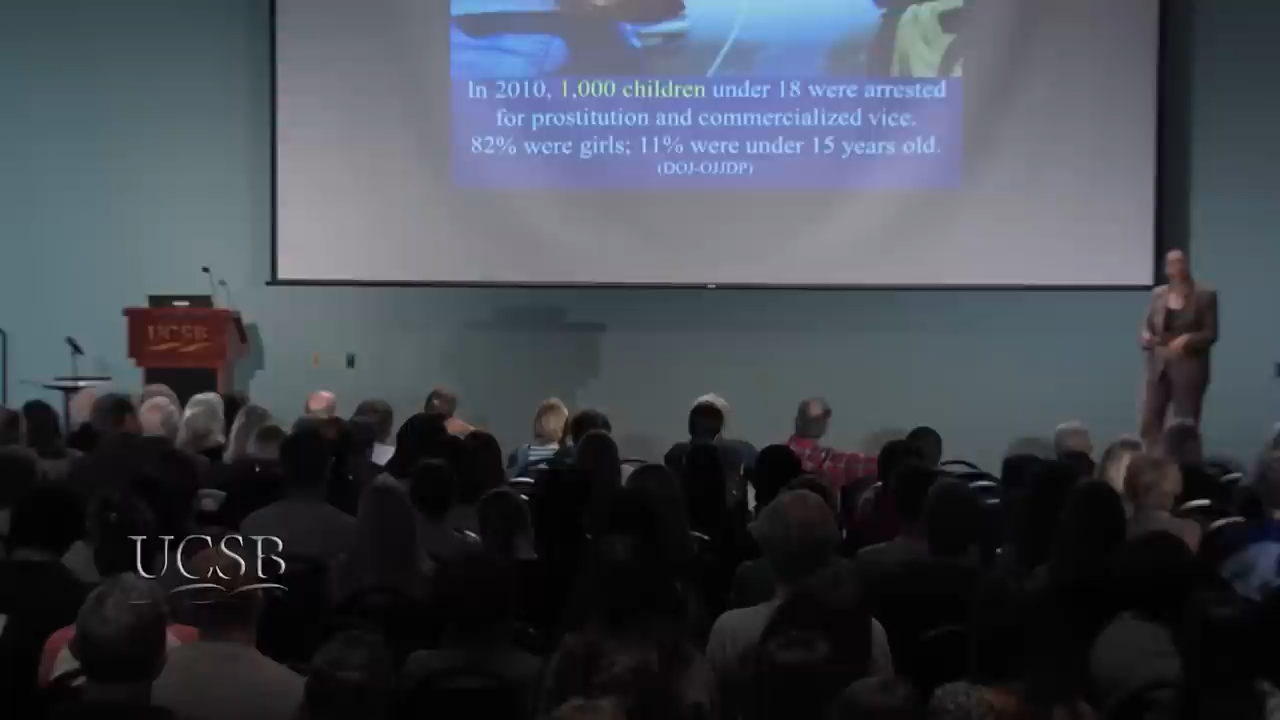 In 2010, 1,000 children under 18 were arrested
for prostitution and commercialized vice.
82% were girls; 11% were under 15 years old.
(DOJ-OJJDP)
UCSB
UCSB